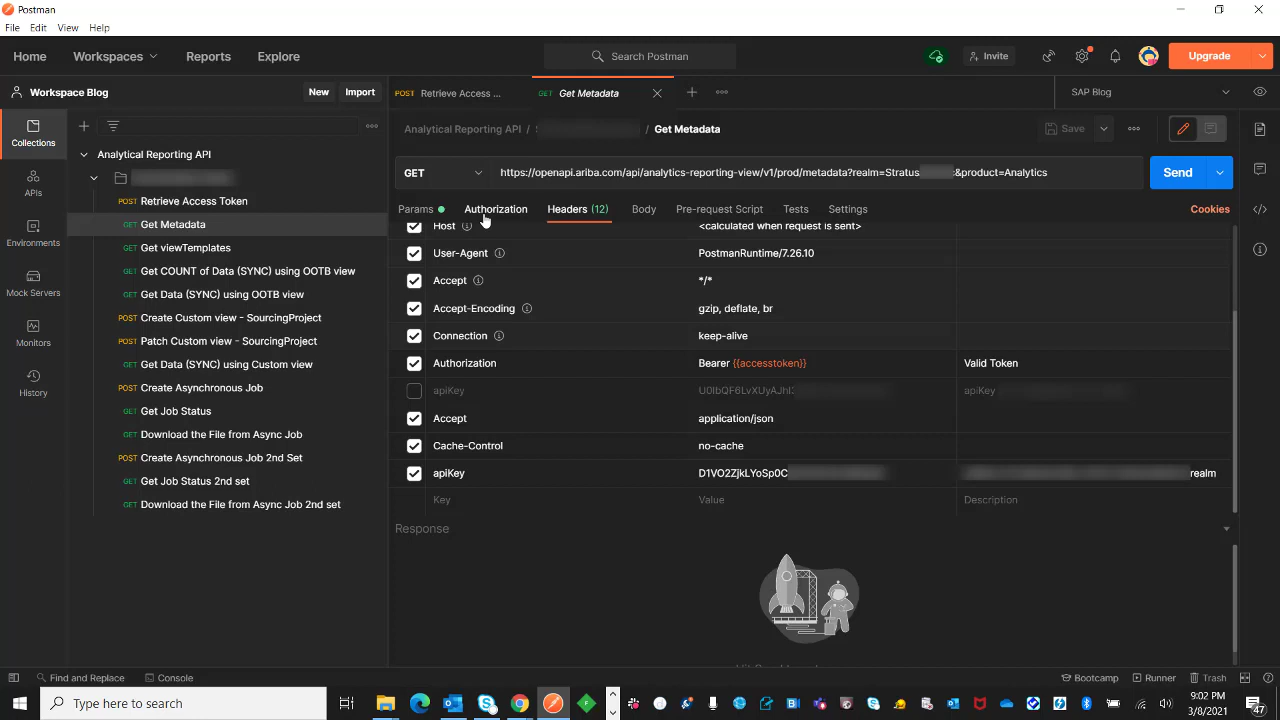 Postman
File Edit View Help
Home Workspaces Reports Explore Search Postman Invite Upgrade
Workspace Blog New Import
POST Retrieve Access ... GET Get Metadata SAP Blog
Collections
APIs
Environments
Mock Servers
Monitors
History
Analytical Reporting API
POST Retrieve Access Token
GET Get Metadata
GET Get viewTemplates
GET Get COUNT of Data (SYNC) using OOTB view
GET Get Data (SYNC) using OOTB view
POST Create Custom view - SourcingProject
POST Patch Custom view - SourcingProject
GET Get Data (SYNC) using Custom view
POST Create Asynchronous Job
GET Get Job Status
GET Download the File from Async Job
POST Create Asynchronous Job 2nd Set
GET Get Job Status 2nd set
GET Download the File from Async Job 2nd set
Analytical Reporting API / / Get Metadata Save
GET https://openapi.ariba.com/api/analytics-reporting-view/v1/prod/metadata?realm=Stratus &product=Analytics Send
Params Authorization Headers (12) Body Pre-request Script Tests Settings Cookies
Host <calculated when request is sent>
User-Agent PostmanRuntime/7.26.10
Accept */*
Accept-Encoding gzip, deflate, br
Connection keep-alive
Authorization Bearer {{accesstoken}} Valid Token
apiKey apiKey
Accept application/json
Cache-Control no-cache
apiKey D1VO2ZjkLYoSp0C realm
Key Value Description
Response
Find and Replace Console Bootcamp Runner Trash
Type here to search
9:02 PM
3/8/2021
47